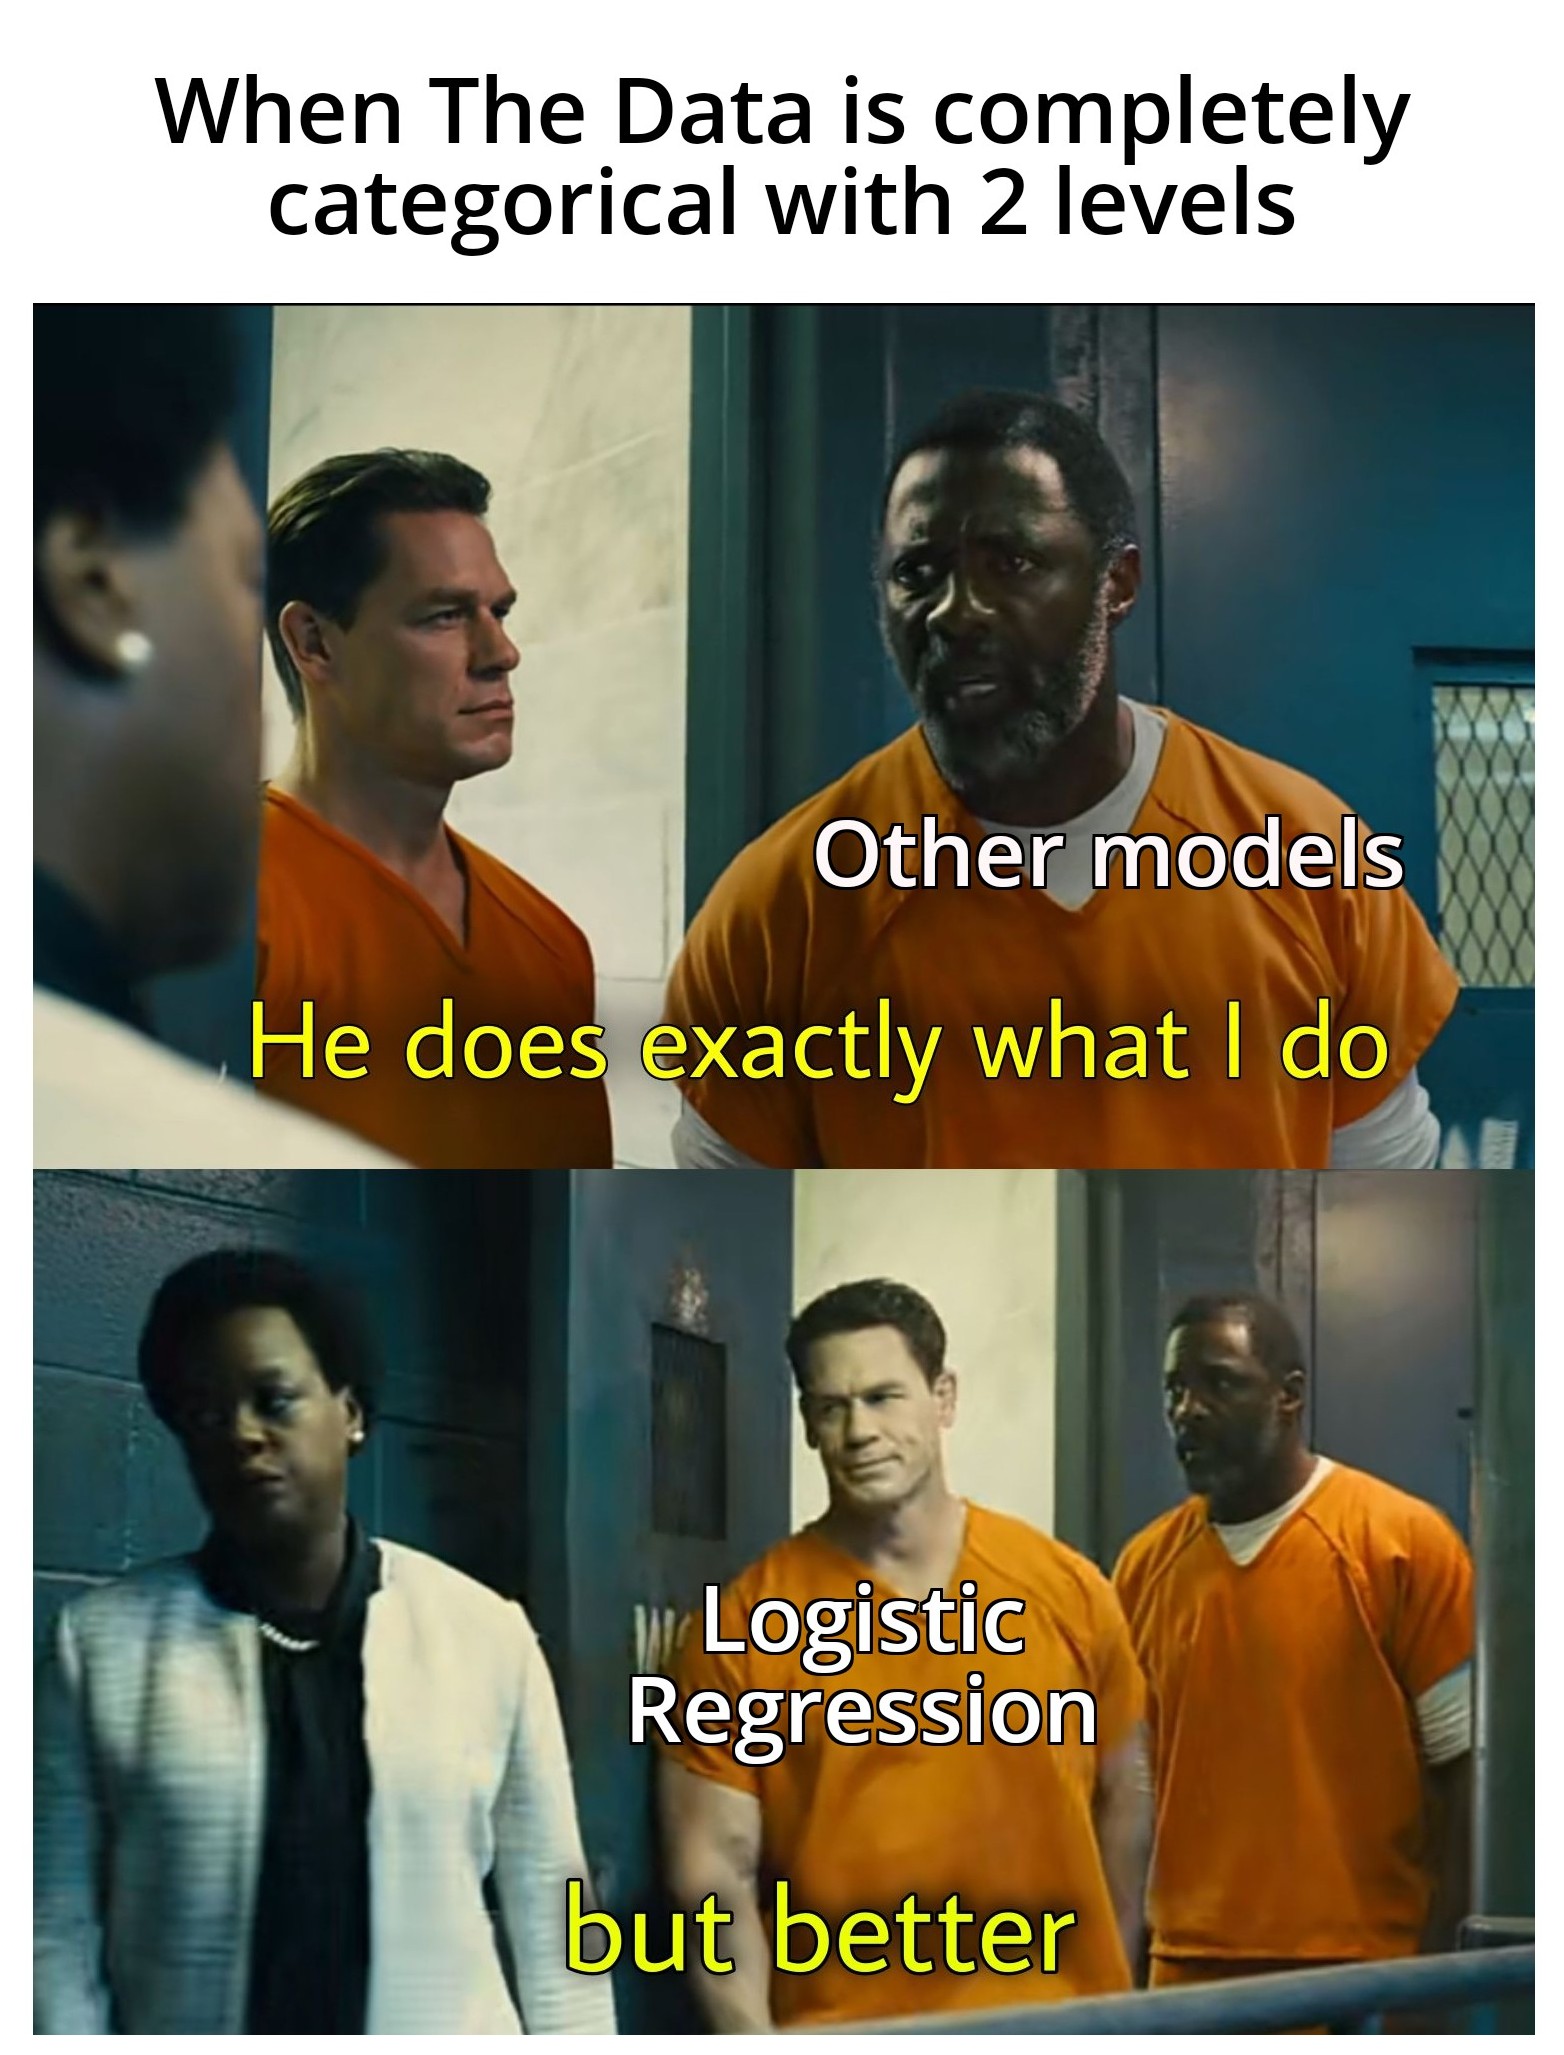 When The Data is completely
categorical with 2 levels
Other models
He does exactly what I do
Logistic
Regression
but better